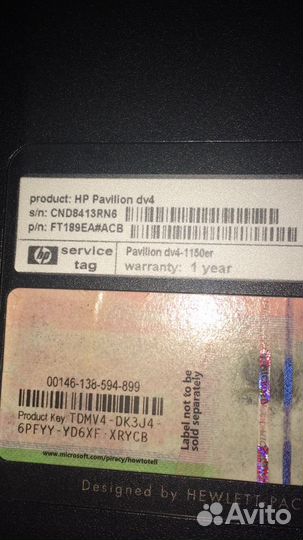 product: HP Pavilion dv4
s/n: CND8413RN6
p/n: FT189EA#ACB
hp service tag
Pavilion dv4-1150er
warranty: 1 year
00146-138-594-899
Product Key: TDMV4-DK3J4-
6PFYY-YD6XF-XRYCB
Label not to be
sold separately
www.microsoft.com/piracy/howtotell
Designed by HEWLETT-PAC
Avito